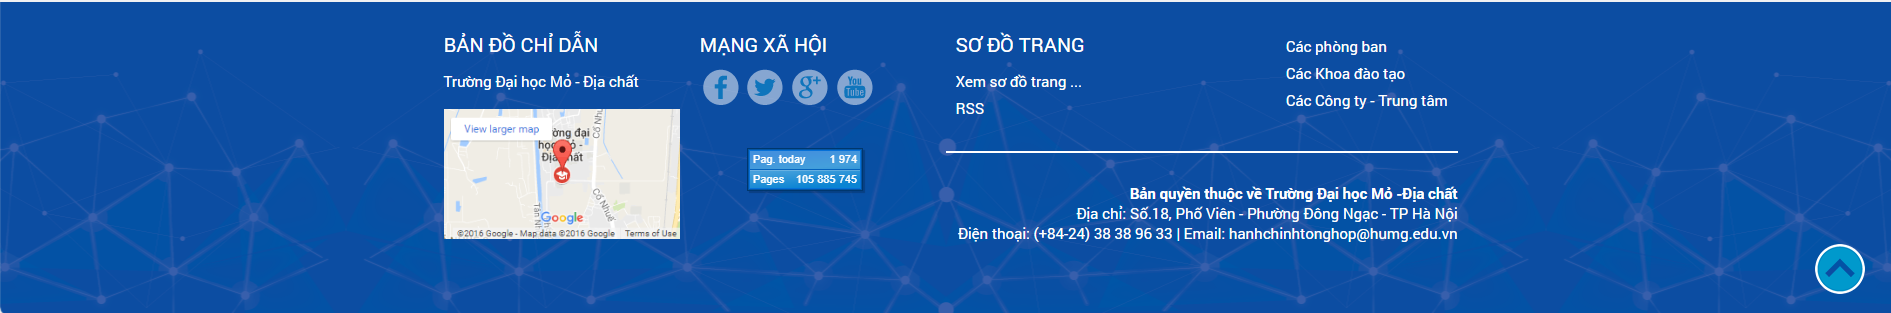 BẢN ĐỒ CHỈ DẪN
Trường Đại học Mỏ - Địa chất
View larger map
ờng đại
học Mỏ -
Địa chất
Cổ Nhuế
Google
©2016 Google - Map data ©2016 Google Terms of Use
MẠNG XÃ HỘI
You
Tube
Pag. today 1 974
Pages 105 885 745
SƠ ĐỒ TRANG
Xem sơ đồ trang ...
RSS
Các phòng ban
Các Khoa đào tạo
Các Công ty - Trung tâm
Bản quyền thuộc về Trường Đại học Mỏ -Địa chất
Địa chỉ: Số.18, Phố Viên - Phường Đông Ngạc - TP Hà Nội
Điện thoại: (+84-24) 38 38 96 33 | Email: hanhchinhtonghop@humg.edu.vn